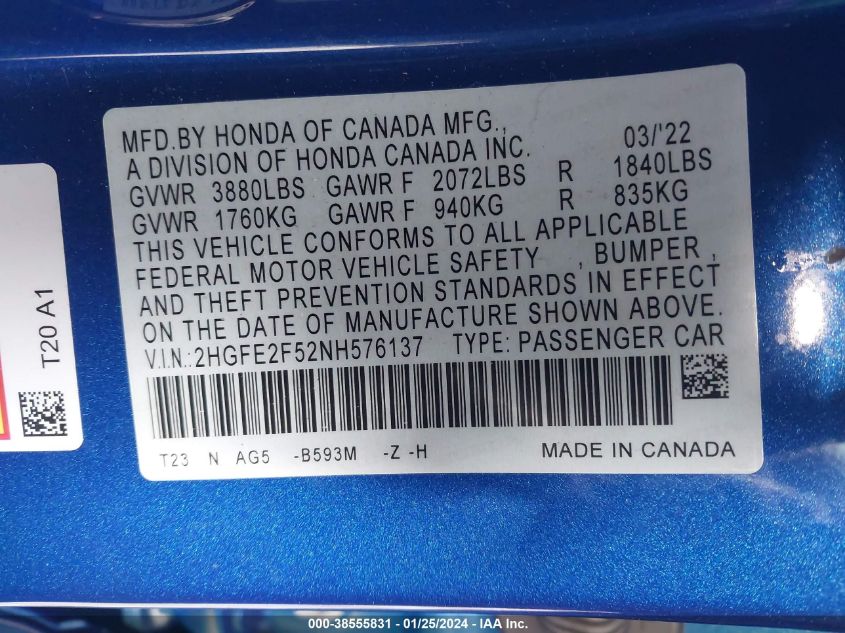 MFD.BY HONDA OF CANADA MFG., 03/'22
A DIVISION OF HONDA CANADA INC.
GVWR 3880LBS GAWR F 2072LBS R 1840LBS
GVWR 1760KG GAWR F 940KG R 835KG
THIS VEHICLE CONFORMS TO ALL APPLICABLE
FEDERAL MOTOR VEHICLE SAFETY , BUMPER ,
AND THEFT PREVENTION STANDARDS IN EFFECT
ON THE DATE OF MANUFACTURE SHOWN ABOVE.
V.I.N.:2HGFE2F52NH576137 TYPE: PASSENGER CAR
T23 N AG5 -B593M -Z -H MADE IN CANADA
T20 A1
000-38555831 - 01/25/2024 - IAA Inc.